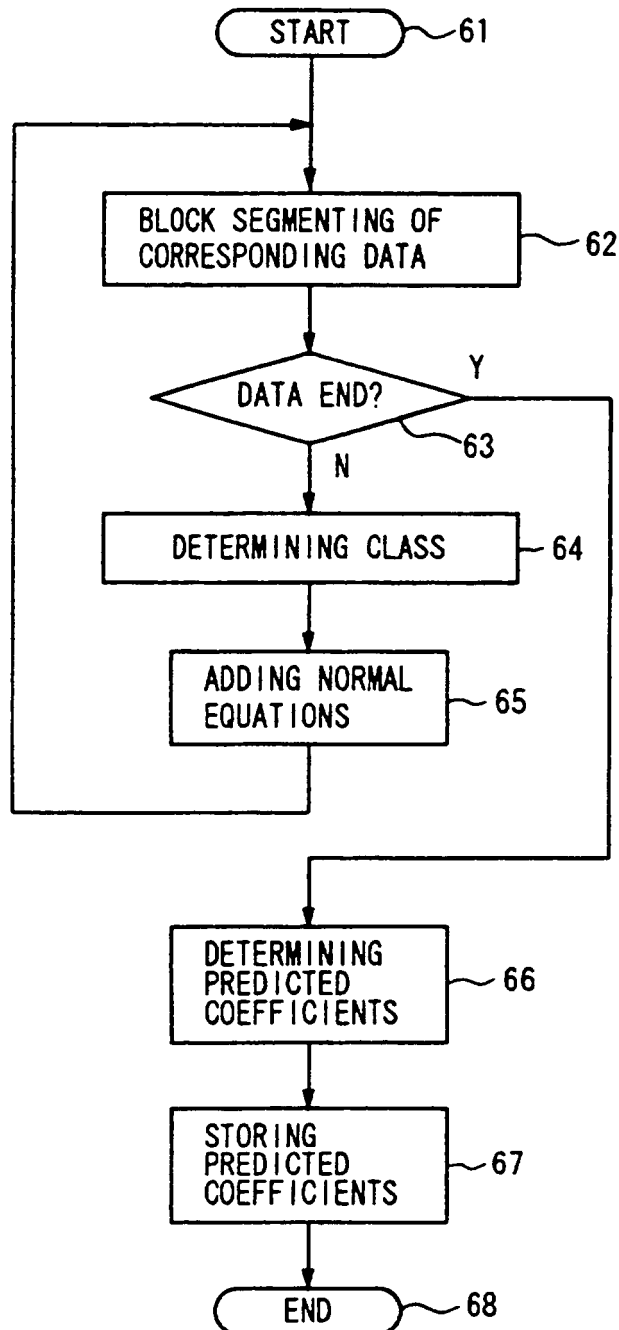 START
61
BLOCK SEGMENTING OF
CORRESPONDING DATA
62
DATA END?
Y
63
N
DETERMINING CLASS
64
ADDING NORMAL
EQUATIONS
65
DETERMINING
PREDICTED
COEFFICIENTS
66
STORING
PREDICTED
COEFFICIENTS
67
END
68